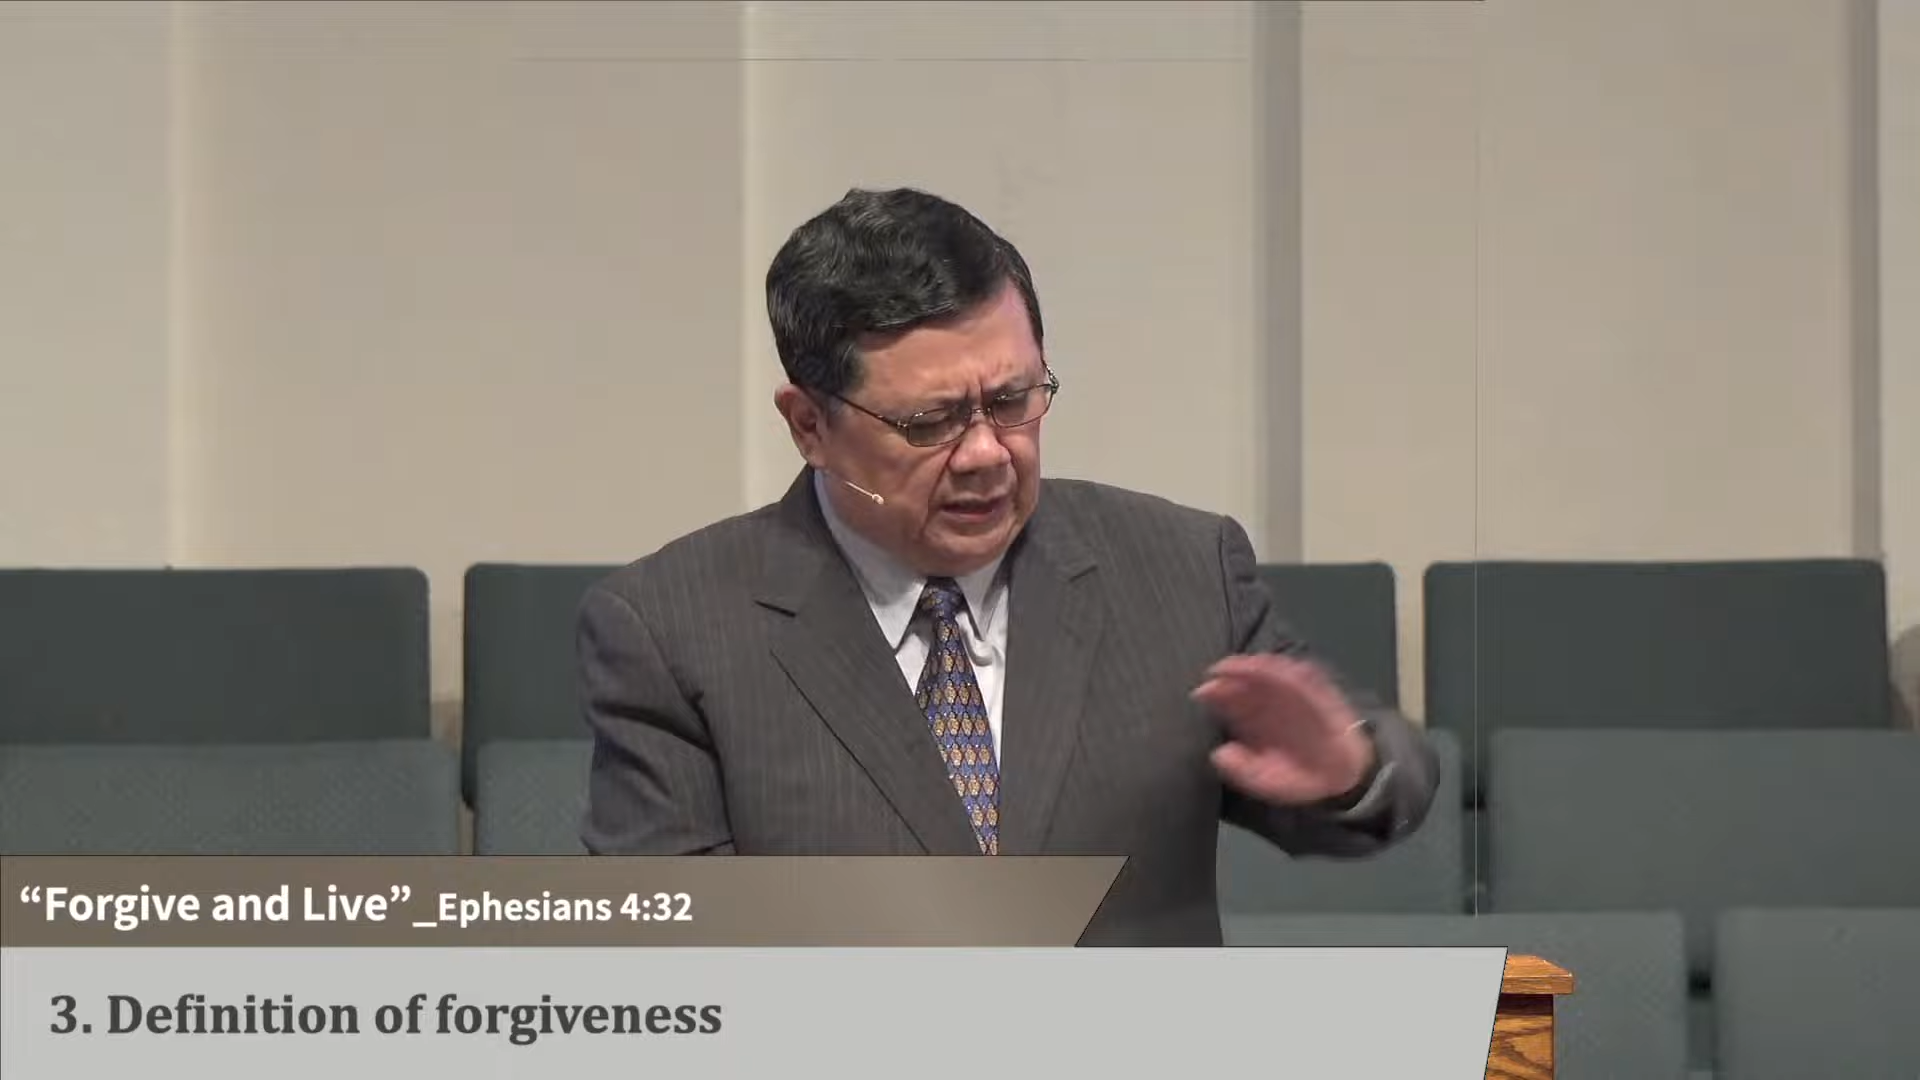 “Forgive and Live”_Ephesians 4:32
3. Definition of forgiveness